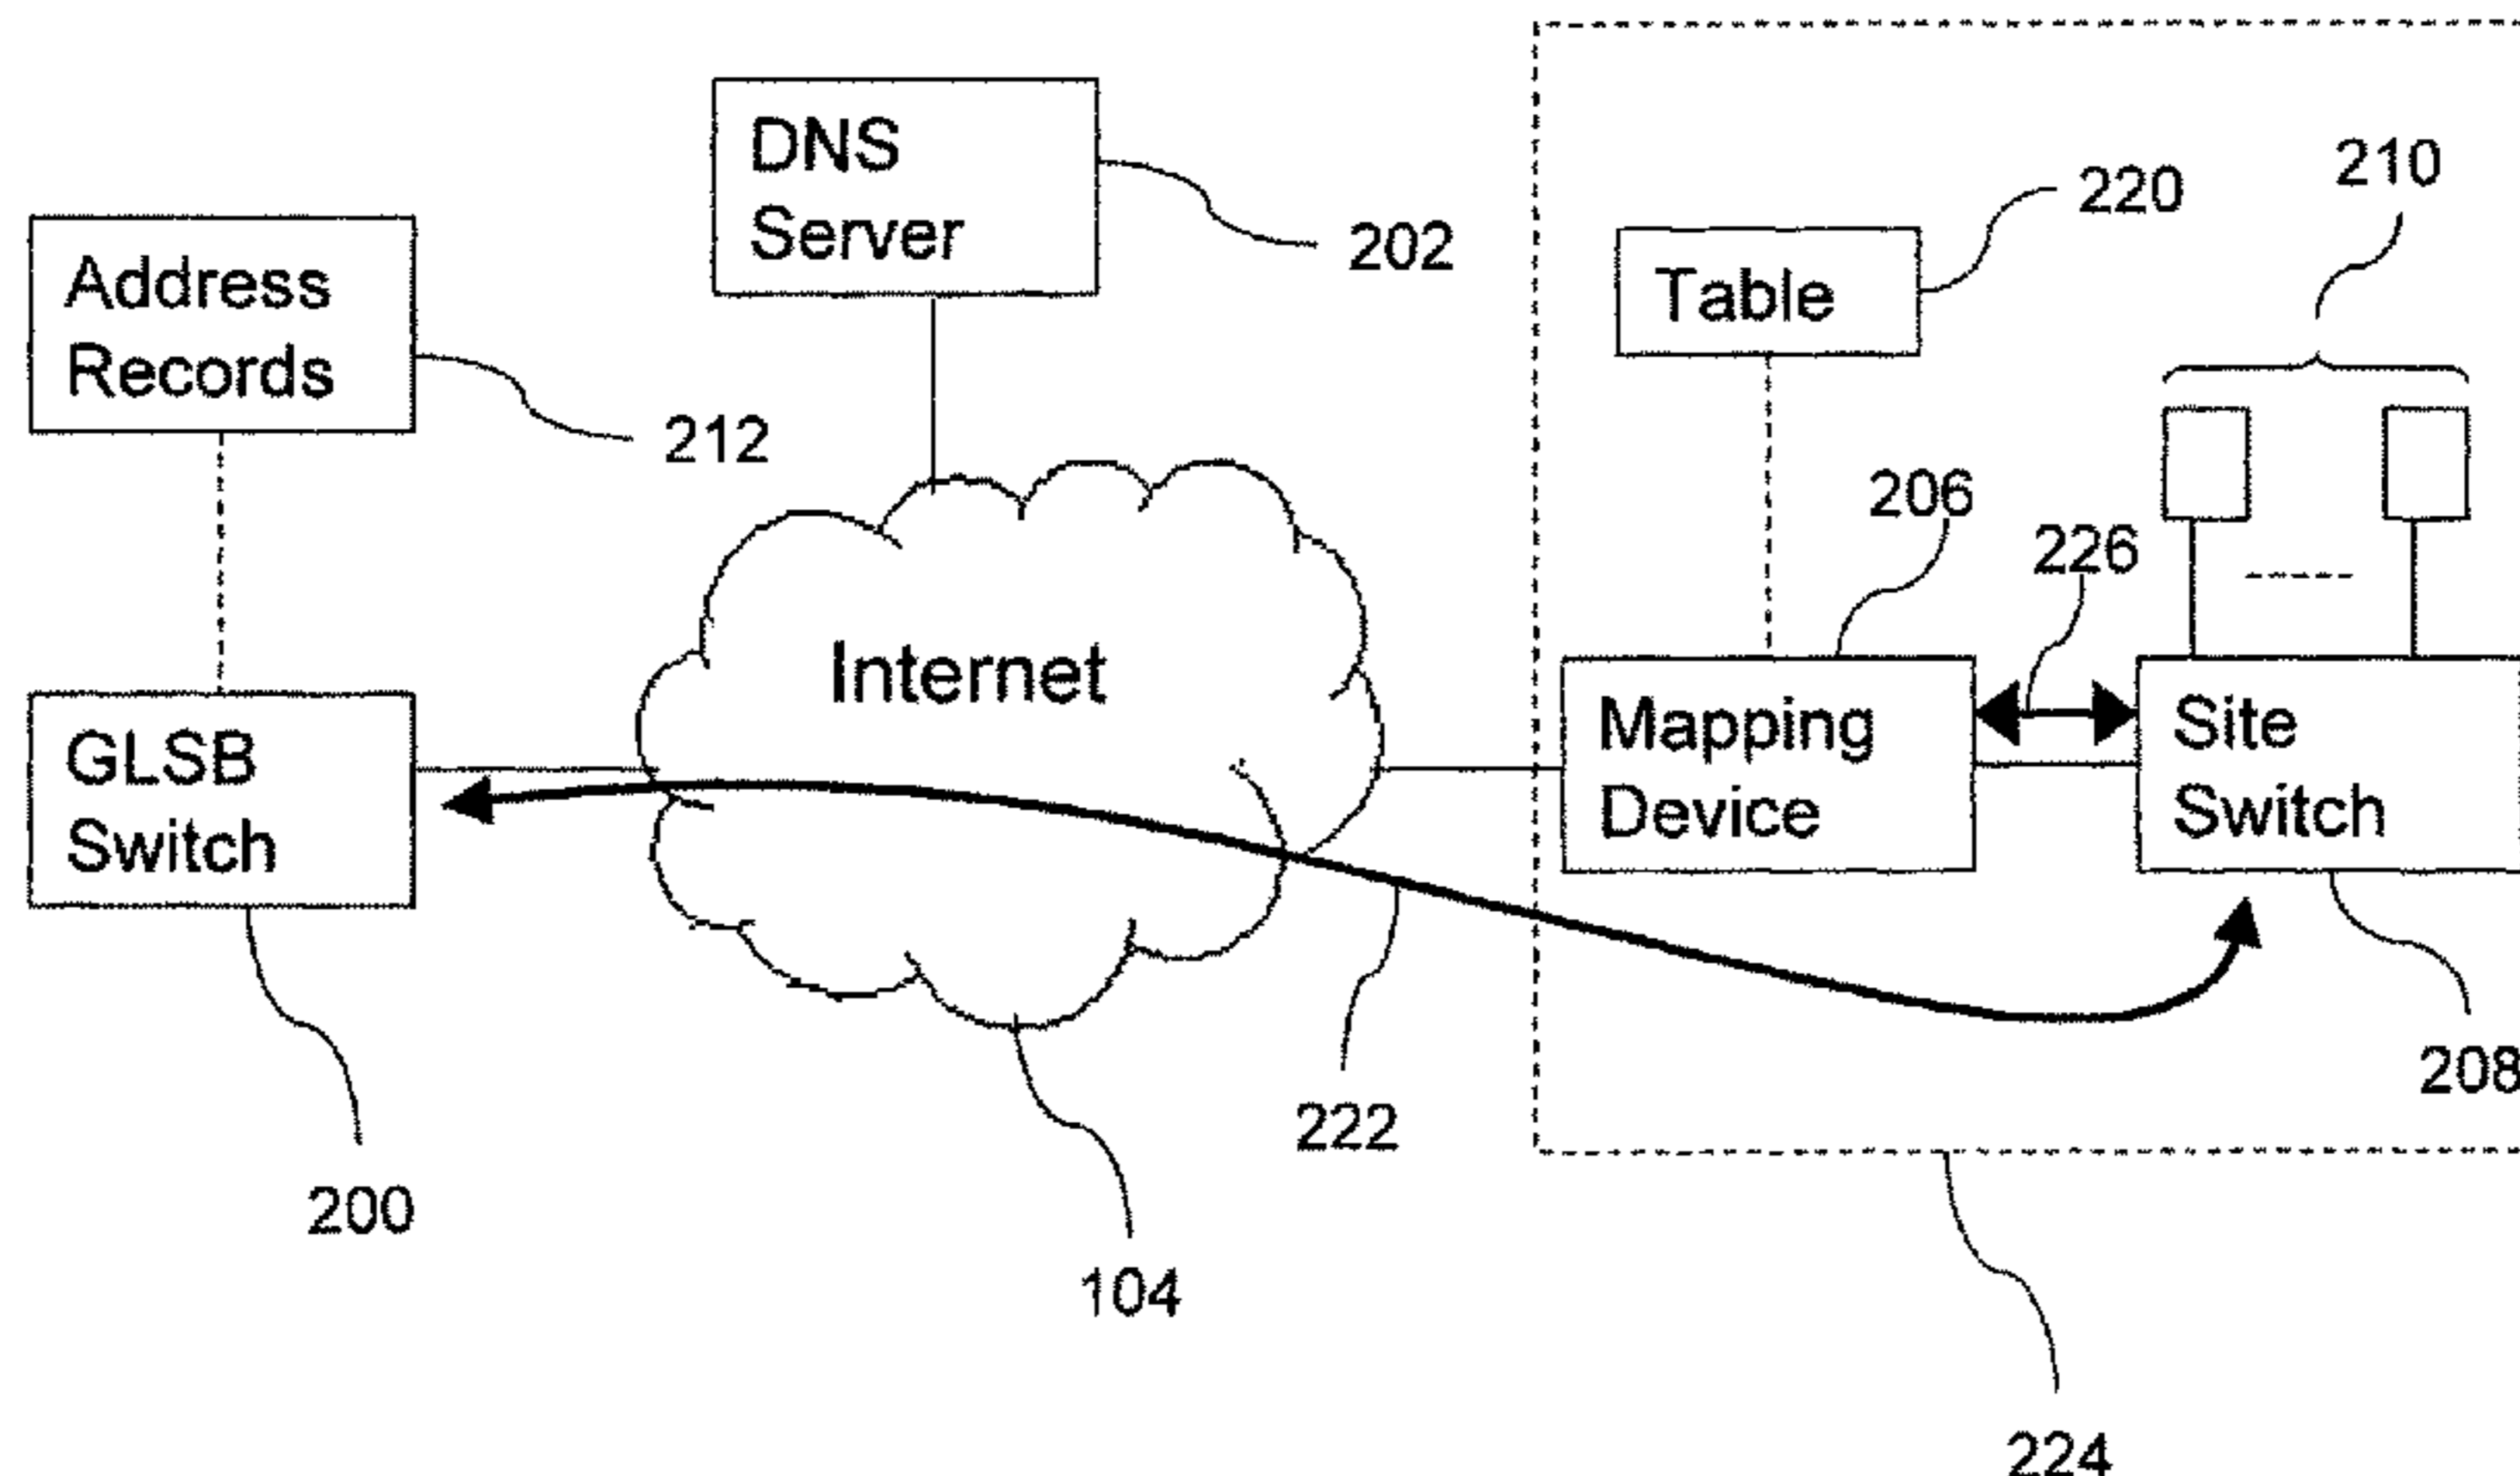 DNS
Server
202
Address
Records
212
210
220
Table
206
226
Internet
GLSB
Switch
Mapping
Device
Site
Switch
208
222
200
104
224